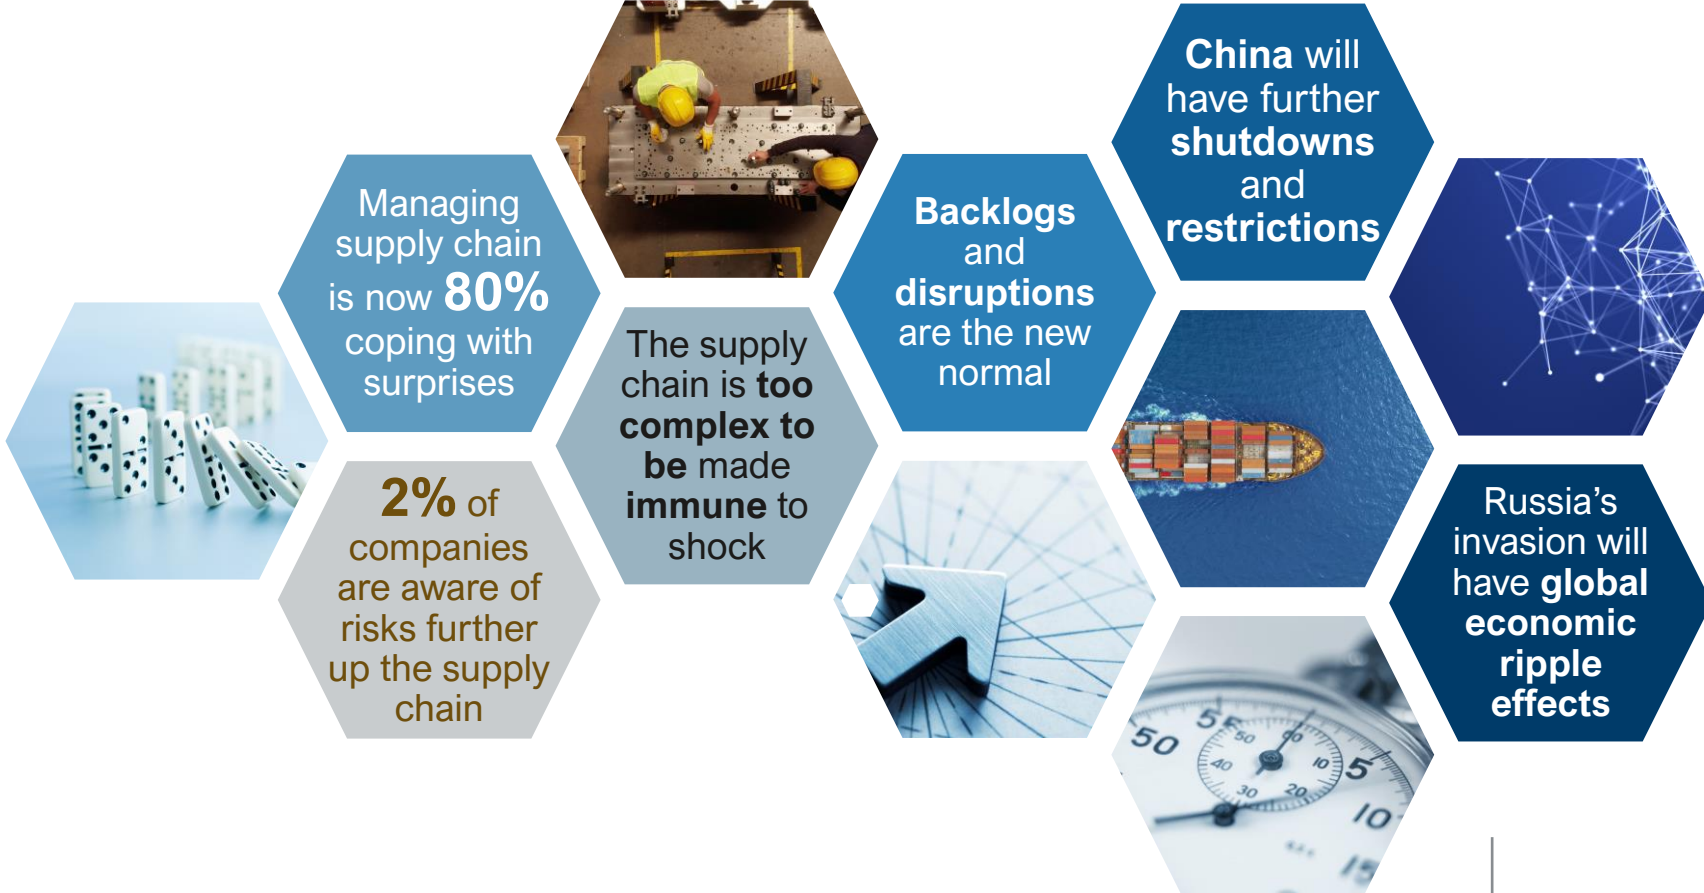 Managing
supply chain
is now 80%
coping with
surprises
2% of
companies
are aware of
risks further
up the supply
chain
The supply
chain is too
complex to
be made
immune to
shock
Backlogs
and
disruptions
are the new
normal
China will
have further
shutdowns
and
restrictions
Russia’s
invasion will
have global
economic
ripple
effects
55
50
50
60
40
10
5
30
20
10
15